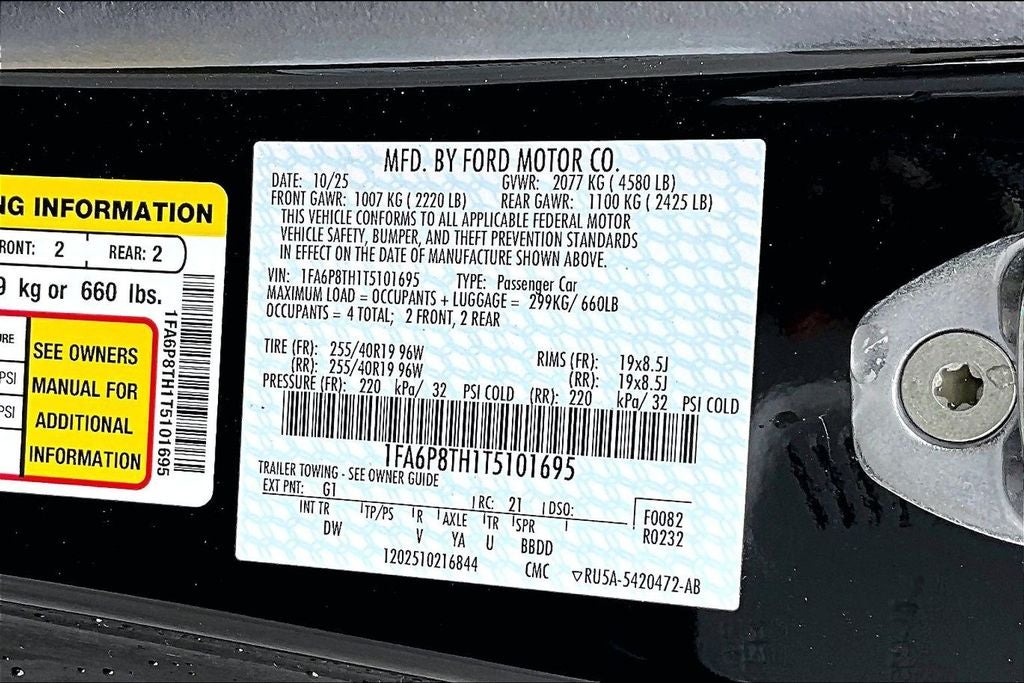 NG INFORMATION
RONT: 2 REAR: 2
9 kg or 660 lbs.
URE
PSI
PSI
SEE OWNERS
MANUAL FOR
ADDITIONAL
INFORMATION
1FA6P8TH1T5101695
MFD. BY FORD MOTOR CO.
DATE: 10/25 GVWR: 2077 KG ( 4580 LB)
FRONT GAWR: 1007 KG ( 2220 LB) REAR GAWR: 1100 KG ( 2425 LB)
THIS VEHICLE CONFORMS TO ALL APPLICABLE FEDERAL MOTOR
VEHICLE SAFETY, BUMPER, AND THEFT PREVENTION STANDARDS
IN EFFECT ON THE DATE OF MANUFACTURE SHOWN ABOVE.
VIN: 1FA6P8TH1T5101695 TYPE: Passenger Car
MAXIMUM LOAD = OCCUPANTS + LUGGAGE = 299KG/ 660LB
OCCUPANTS = 4 TOTAL; 2 FRONT, 2 REAR
TIRE (FR): 255/40R19 96W RIMS (FR): 19x8.5J
(RR): 255/40R19 96W (RR): 19x8.5J
PRESSURE (FR): 220 kPa/ 32 PSI COLD (RR): 220 kPa/ 32 PSI COLD
1FA6P8TH1T5101695
TRAILER TOWING - SEE OWNER GUIDE
EXT PNT: G1 RC: 21 DSO: F0082
INT TR TP/PS R AXLE TR SPR R0232
DW V YA U BBDD
1202510216844 CMC ▽RU5A-5420472-AB